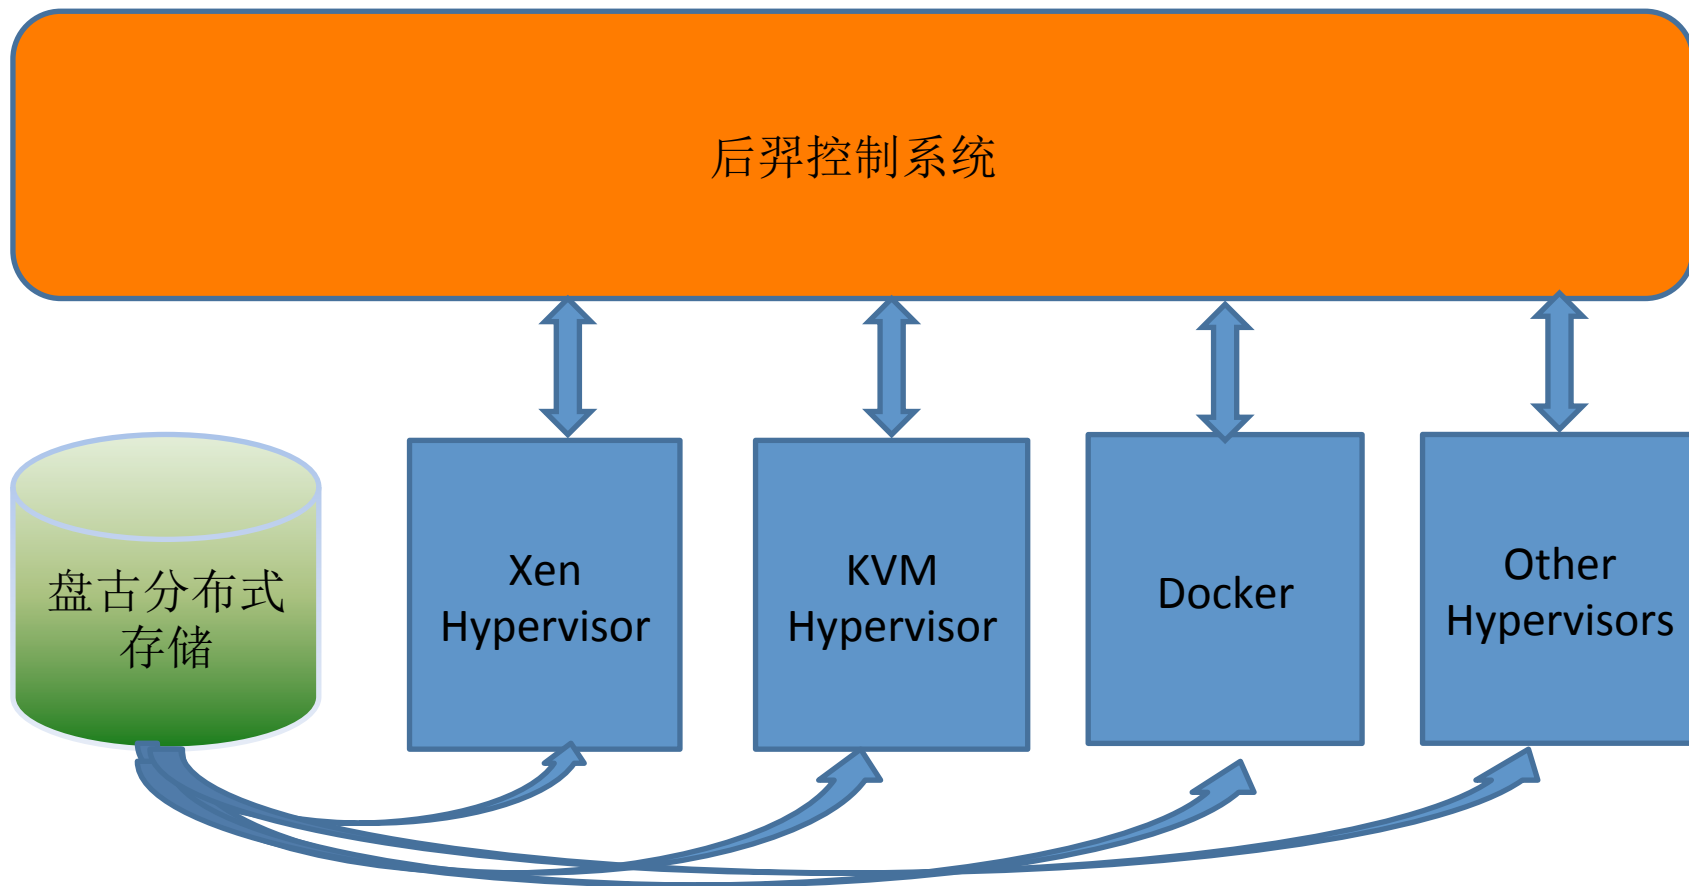 后羿控制系统
盘古分布式
存储
Xen
Hypervisor
KVM
Hypervisor
Docker
Other
Hypervisors